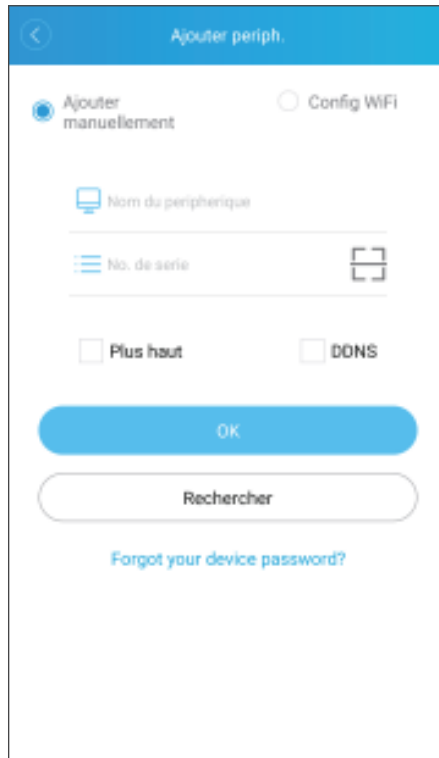 Ajouter periph.
Ajouter
manuellement
Config WiFi
Nom du peripherique
No. de serie
Plus haut
DDNS
OK
Rechercher
Forgot your device password?